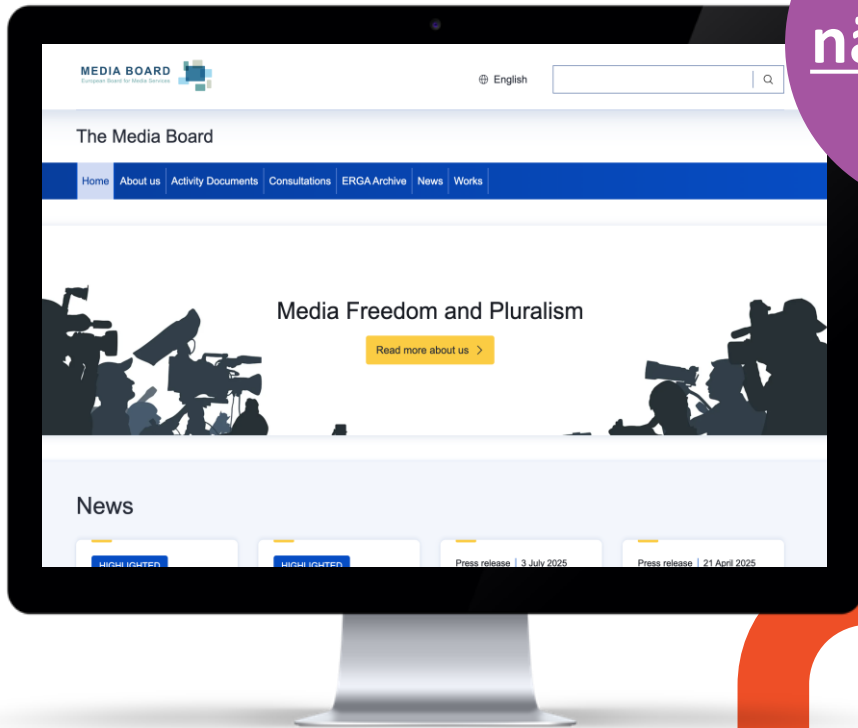 MEDIA BOARD
European Board for Media Services
English
The Media Board
Home About us Activity Documents Consultations ERGA Archive News Works
Media Freedom and Pluralism
Read more about us
News
HIGHLIGHTED HIGHLIGHTED Press release 3 July 2025 Press release 21 April 2025